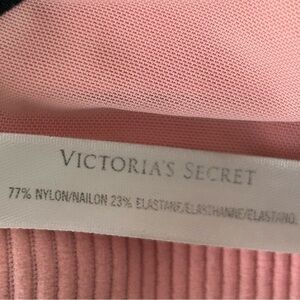 VICTORIA'S SECRET
77% NYLON/NAILON 23% ELASTANE/ELASTHANNE/ELASTANO,